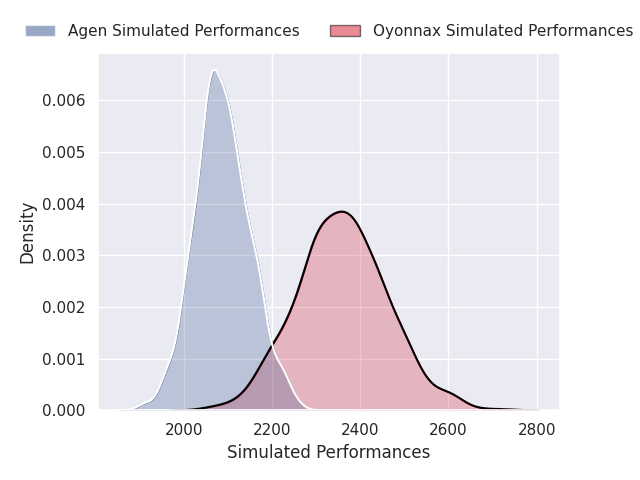 Agen Simulated Performances Oyonnax Simulated Performances
0.006
0.005
0.004
0.003
0.002
0.001
0.000
Density
2000 2200 2400 2600 2800
Simulated Performances